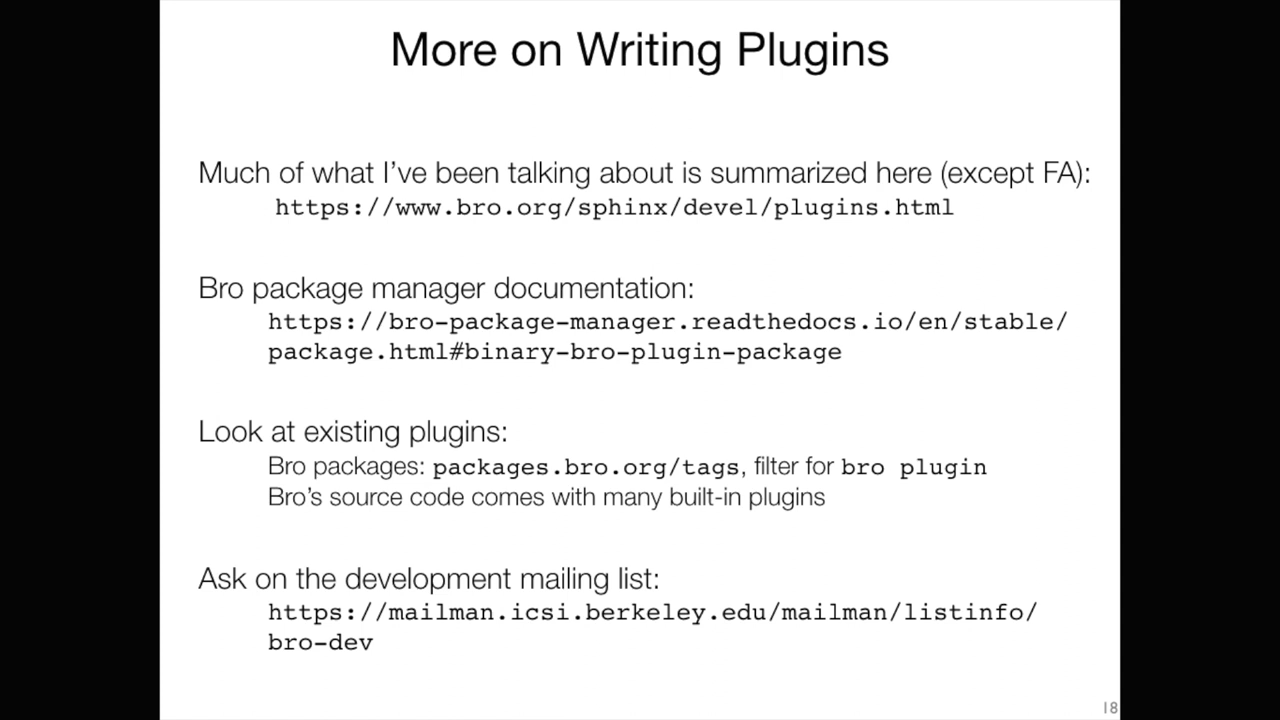 More on Writing Plugins
Much of what I've been talking about is summarized here (except FA):
https://www.bro.org/sphinx/devel/plugins.html
Bro package manager documentation:
https://bro-package-manager.readthedocs.io/en/stable/
package.html#binary-bro-plugin-package
Look at existing plugins:
Bro packages: packages.bro.org/tags, filter for bro plugin
Bro's source code comes with many built-in plugins
Ask on the development mailing list:
https://mailman.icsi.berkeley.edu/mailman/listinfo/
bro-dev
18